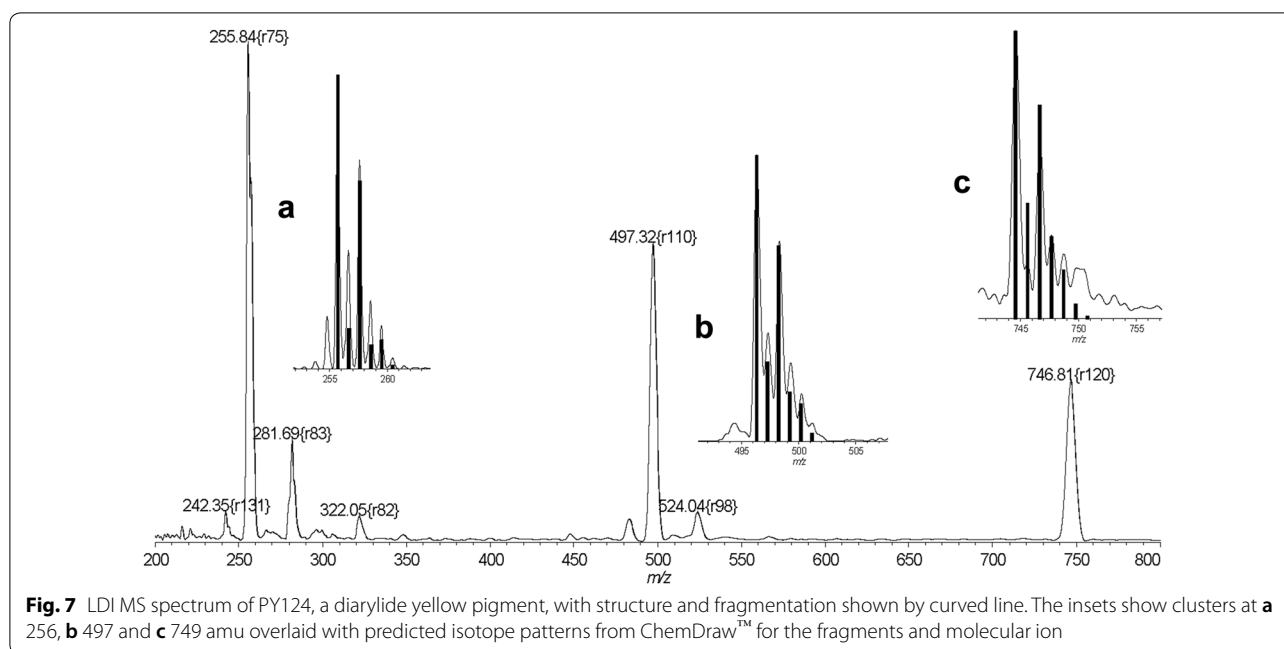 255.84{r75}
a
255
260
281.69{r83}
242.35{r131}
322.05{r82}
497.32{r110}
b
495
500
505
m/z
524.04{r98}
c
745
750
755
m/z
746.81{r120}
200
250
300
350
400
450
500
550
600
650
700
750
800
m/z
Fig. 7 LDI MS spectrum of PY124, a diarylide yellow pigment, with structure and fragmentation shown by curved line. The insets show clusters at a
256, b 497 and c 749 amu overlaid with predicted isotope patterns from ChemDraw™ for the fragments and molecular ion